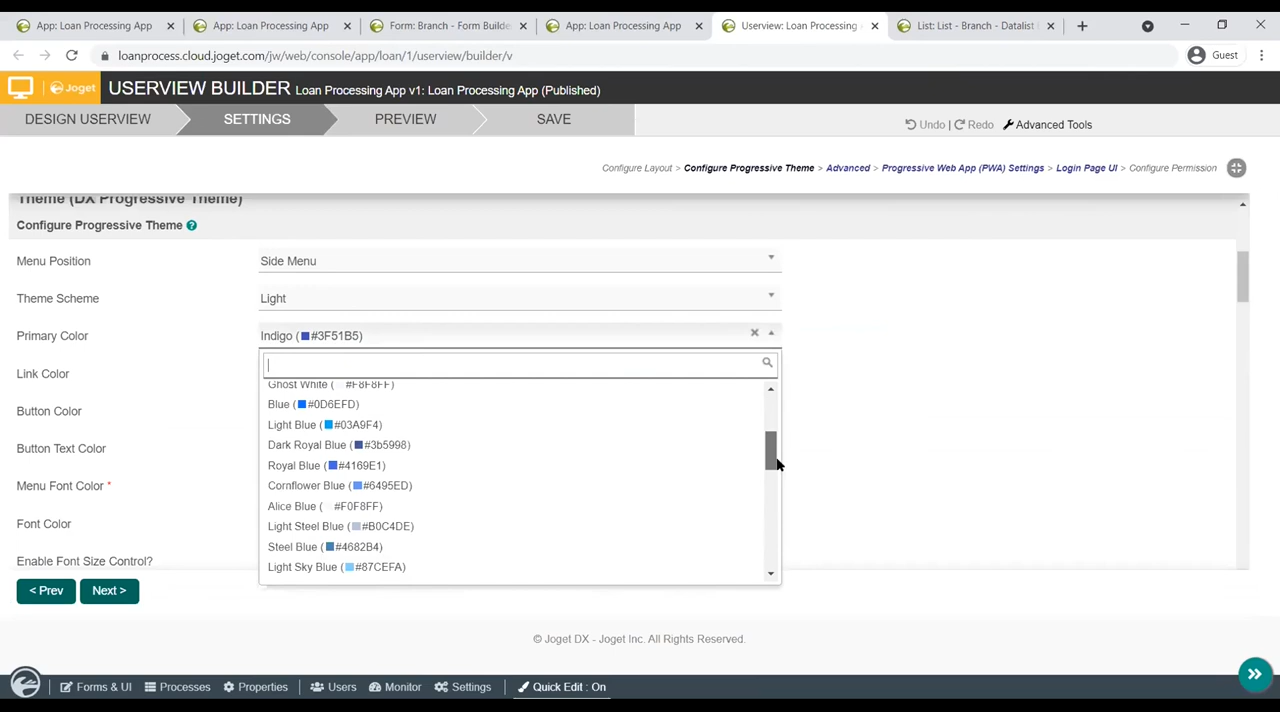 App: Loan Processing App
App: Loan Processing App
Form: Branch - Form Builde
App: Loan Processing App
Userview: Loan Processing
List: List - Branch - Datalist
loanprocess.cloud.joget.com/jw/web/console/app/loan/1/userview/builder/v
Guest
Joget
USERVIEW BUILDER Loan Processing App v1: Loan Processing App (Published)
DESIGN USERVIEW
SETTINGS
PREVIEW
SAVE
Undo | Redo Advanced Tools
Configure Layout > Configure Progressive Theme > Advanced > Progressive Web App (PWA) Settings > Login Page UI > Configure Permission
Theme (DX Progressive Theme)
Configure Progressive Theme ?
Menu Position
Side Menu
Theme Scheme
Light
Primary Color
Indigo (#3F51B5)
Link Color
Ghost White ( #F8F8FF)
Blue (#0D6EFD)
Button Color
Light Blue (#03A9F4)
Dark Royal Blue (#3b5998)
Button Text Color
Royal Blue (#4169E1)
Menu Font Color *
Cornflower Blue (#6495ED)
Alice Blue ( #F0F8FF)
Font Color
Light Steel Blue (#B0C4DE)
Steel Blue (#4682B4)
Enable Font Size Control?
Light Sky Blue (#87CEFA)
< Prev
Next >
© Joget DX - Joget Inc. All Rights Reserved.
Forms & UI
Processes
Properties
Users
Monitor
Settings
Quick Edit : On